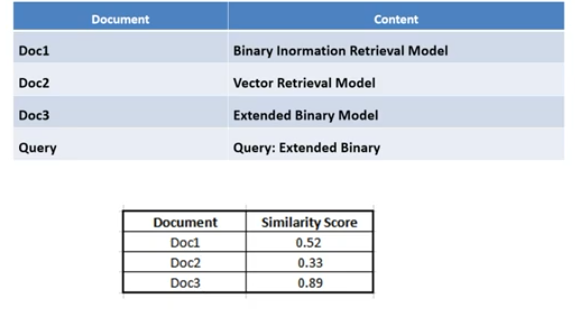 Document Content
Doc1 Binary Inormation Retrieval Model
Doc2 Vector Retrieval Model
Doc3 Extended Binary Model
Query Query: Extended Binary
Document Similarity Score
Doc1 0.52
Doc2 0.33
Doc3 0.89